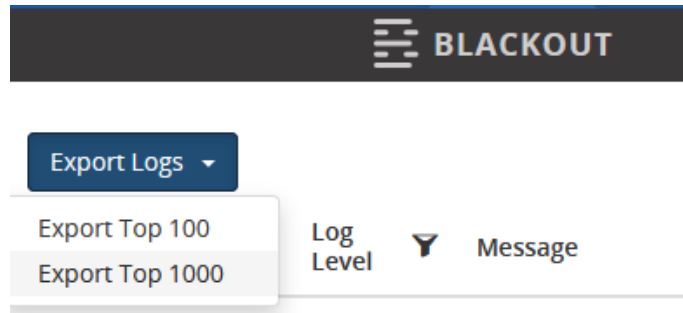 BLACKOUT
Export Logs
Export Top 100
Export Top 1000
Log
Level
Message